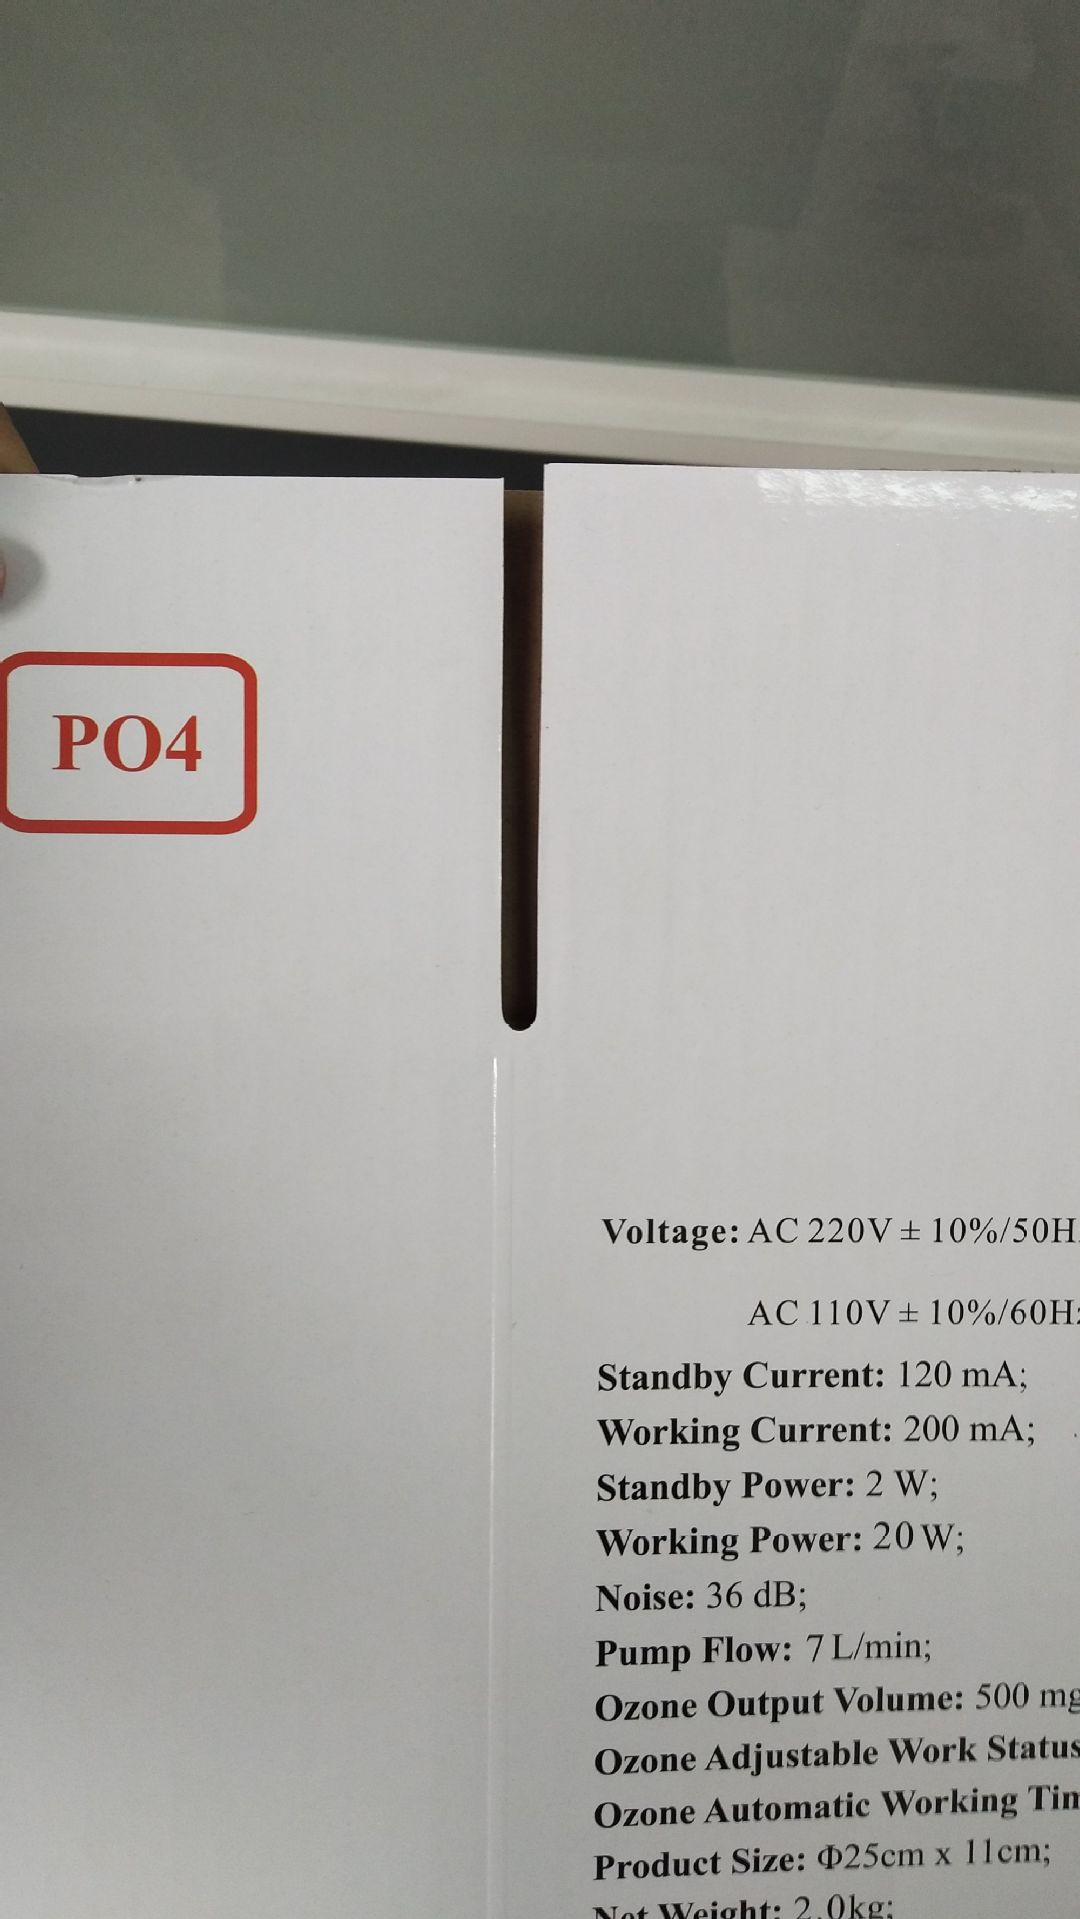 PO4
Voltage: AC 220V ± 10%/50H
AC 110V ± 10%/60Hz
Standby Current: 120 mA;
Working Current: 200 mA;
Standby Power: 2 W;
Working Power: 20 W;
Noise: 36 dB;
Pump Flow: 7 L/min;
Ozone Output Volume: 500 mg
Ozone Adjustable Work Status
Ozone Automatic Working
Product Size: Φ25cm x 11cm;
Net Weight: 2.0kg;